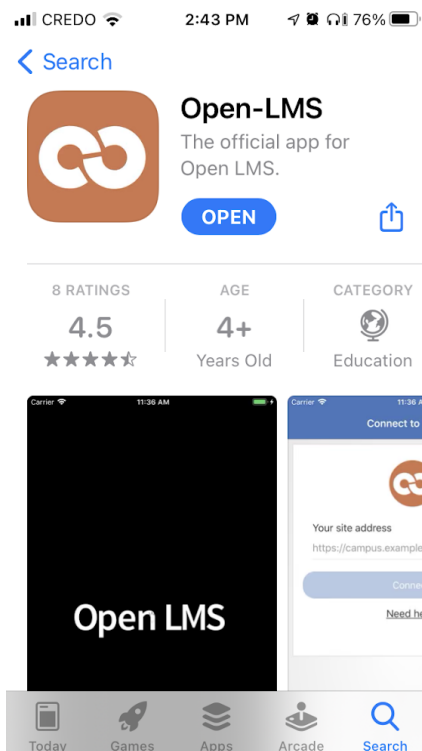 CREDO 2:43 PM 76%
Search
Open-LMS
The official app for
Open LMS.
OPEN
8 RATINGS AGE CATEGORY
4.5 4+
Years Old Education
Carrier 11:36 AM Carrier
Connect to
Your site address
https://campus.example
Open LMS
Today Games Apps Arcade Search